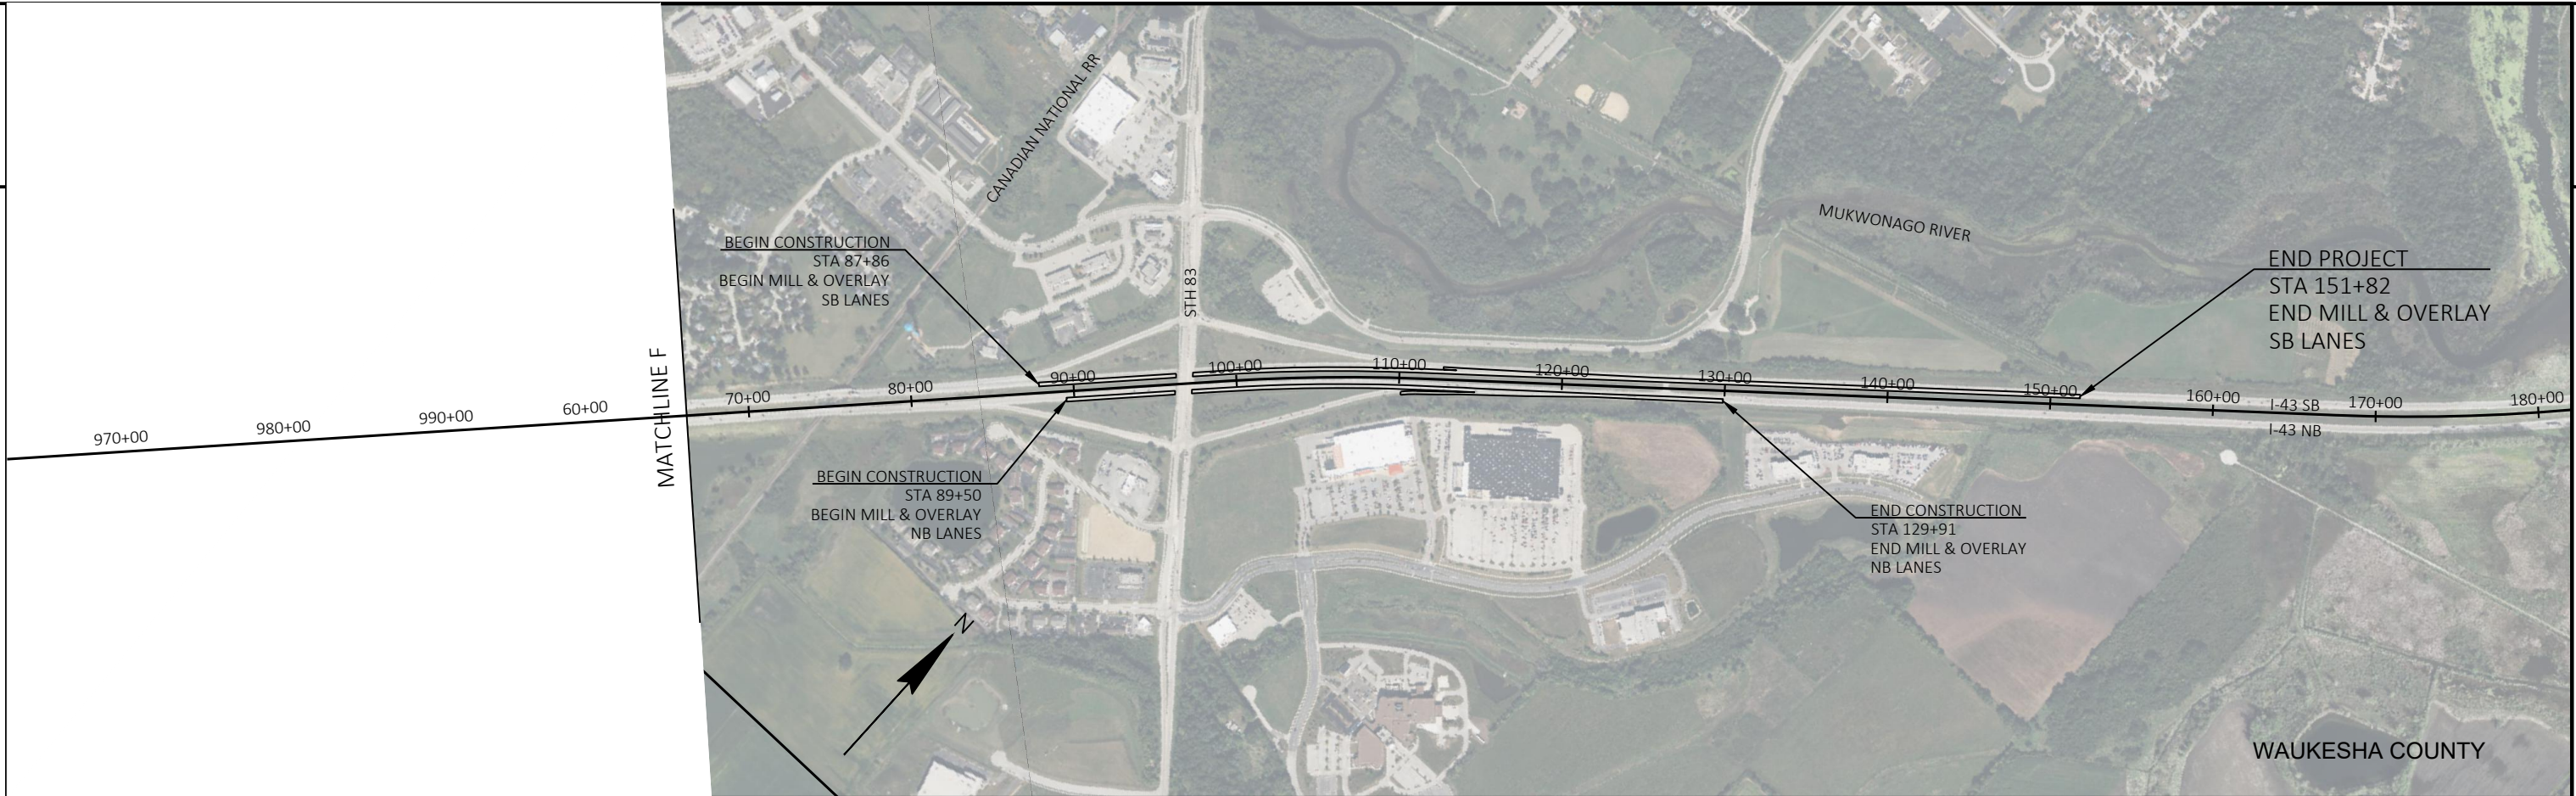 CANADIAN NATIONAL RR
MUKWONAGO RIVER
BEGIN CONSTRUCTION
STA 87+86
BEGIN MILL & OVERLAY
SB LANES
STH 83
END PROJECT
STA 151+82
END MILL & OVERLAY
SB LANES
MATCHLINE F
970+00
980+00
990+00
60+00
70+00
80+00
90+00
100+00
110+00
120+00
130+00
140+00
150+00
160+00
170+00
180+00
I-43 SB
I-43 NB
BEGIN CONSTRUCTION
STA 89+50
BEGIN MILL & OVERLAY
NB LANES
END CONSTRUCTION
STA 129+91
END MILL & OVERLAY
NB LANES
N
WAUKESHA COUNTY